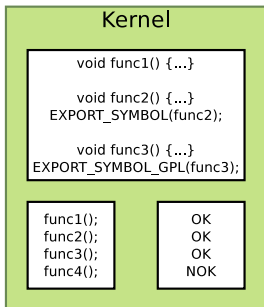 Kernel
void func1() {...}
void func2() {...}
EXPORT_SYMBOL(func2);
void func3() {...}
EXPORT_SYMBOL_GPL(func3);
func1();
func2();
func3();
func4();
OK
OK
OK
NOK